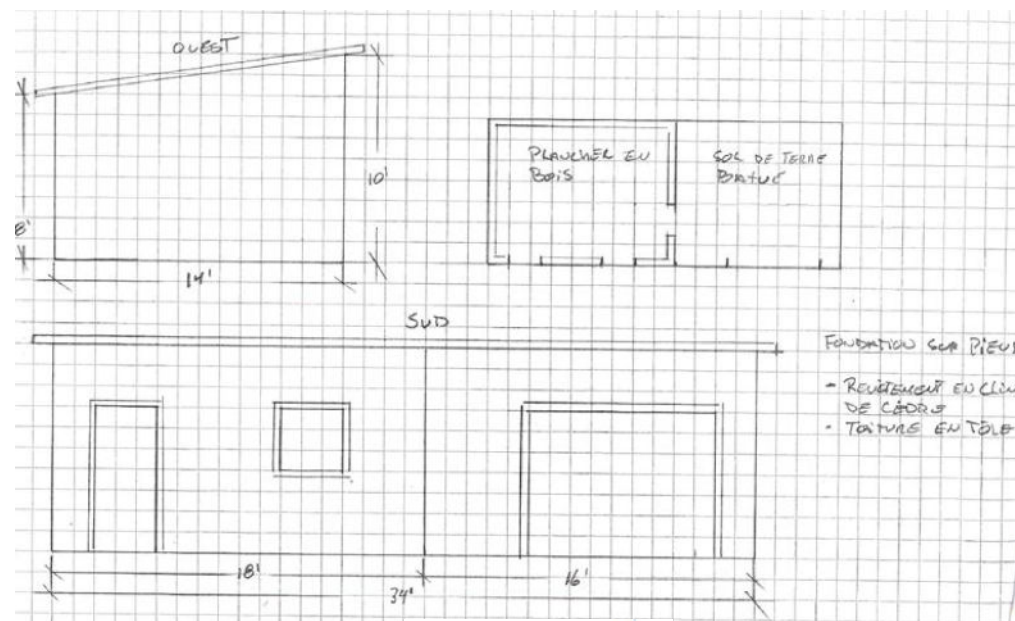 OUEST
10'
8'
14'
PLANCHER EN
BOIS
SOL DE TERRE
BATTUE
SUD
FONDATION SUR PIEU
- REVÊTEMENT EN CLIN
DE CÈDRE
- TOITURE EN TÔLE
18'
16'
34'